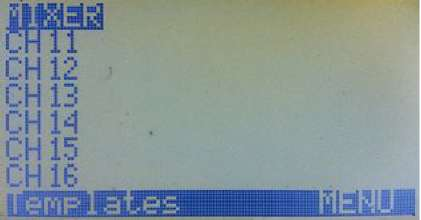 MIXER
CH11
CH12
CH13
CH14
CH15
CH16
Templates MENU